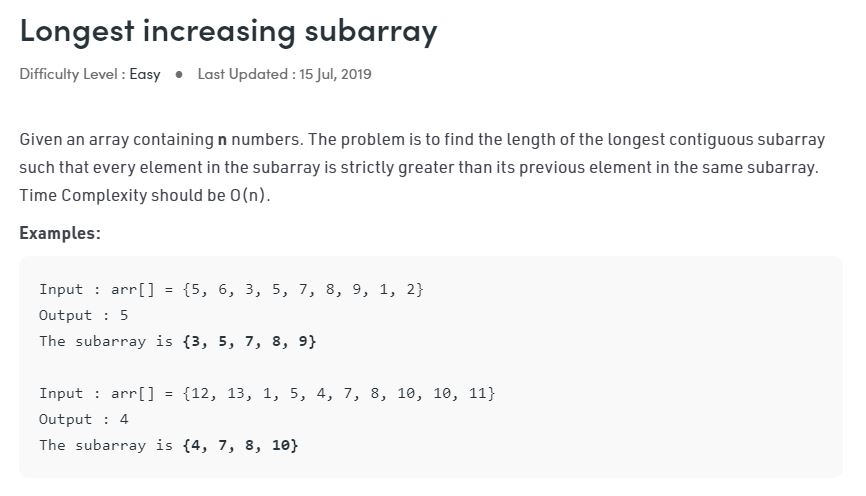 Longest increasing subarray
Difficulty Level : Easy ● Last Updated : 15 Jul, 2019
Given an array containing n numbers. The problem is to find the length of the longest contiguous subarray
such that every element in the subarray is strictly greater than its previous element in the same subarray.
Time Complexity should be O(n).
Examples:
Input : arr[] = {5, 6, 3, 5, 7, 8, 9, 1, 2}
Output : 5
The subarray is {3, 5, 7, 8, 9}
Input : arr[] = {12, 13, 1, 5, 4, 7, 8, 10, 10, 11}
Output : 4
The subarray is {4, 7, 8, 10}